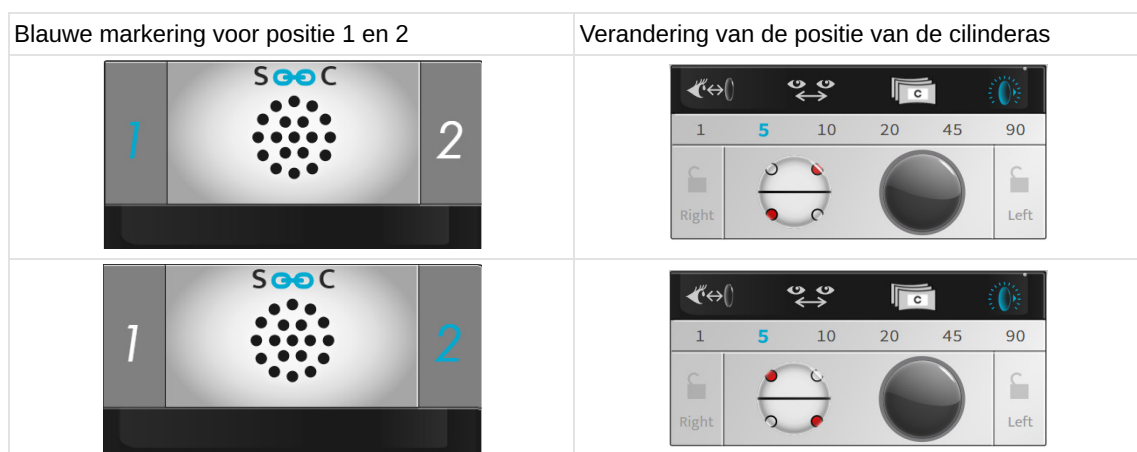 Blauwe markering voor positie 1 en 2
Verandering van de positie van de cilinderas
S C
1
2
C
1 5 10 20 45 90
Right
Left
S C
1
2
C
1 5 10 20 45 90
Right
Left